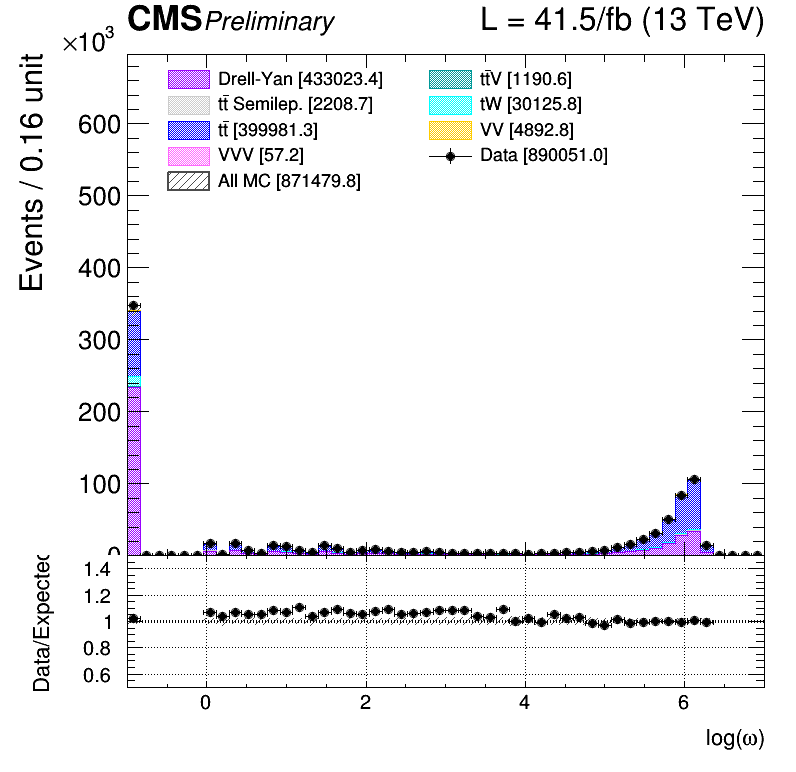 CMS Preliminary L = 41.5/fb (13 TeV)
×10³
Drell-Yan [433023.4] tt̄V [1190.6]
tt̄ Semilep. [2208.7] tW [30125.8]
tt̄ [399981.3] VV [4892.8]
VVV [57.2] Data [890051.0]
All MC [871479.8]
Events / 0.16 unit
600
500
400
300
200
100
0
Data/Expected
1.4
1.2
1
0.8
0.6
0 2 4 6
log(ω)